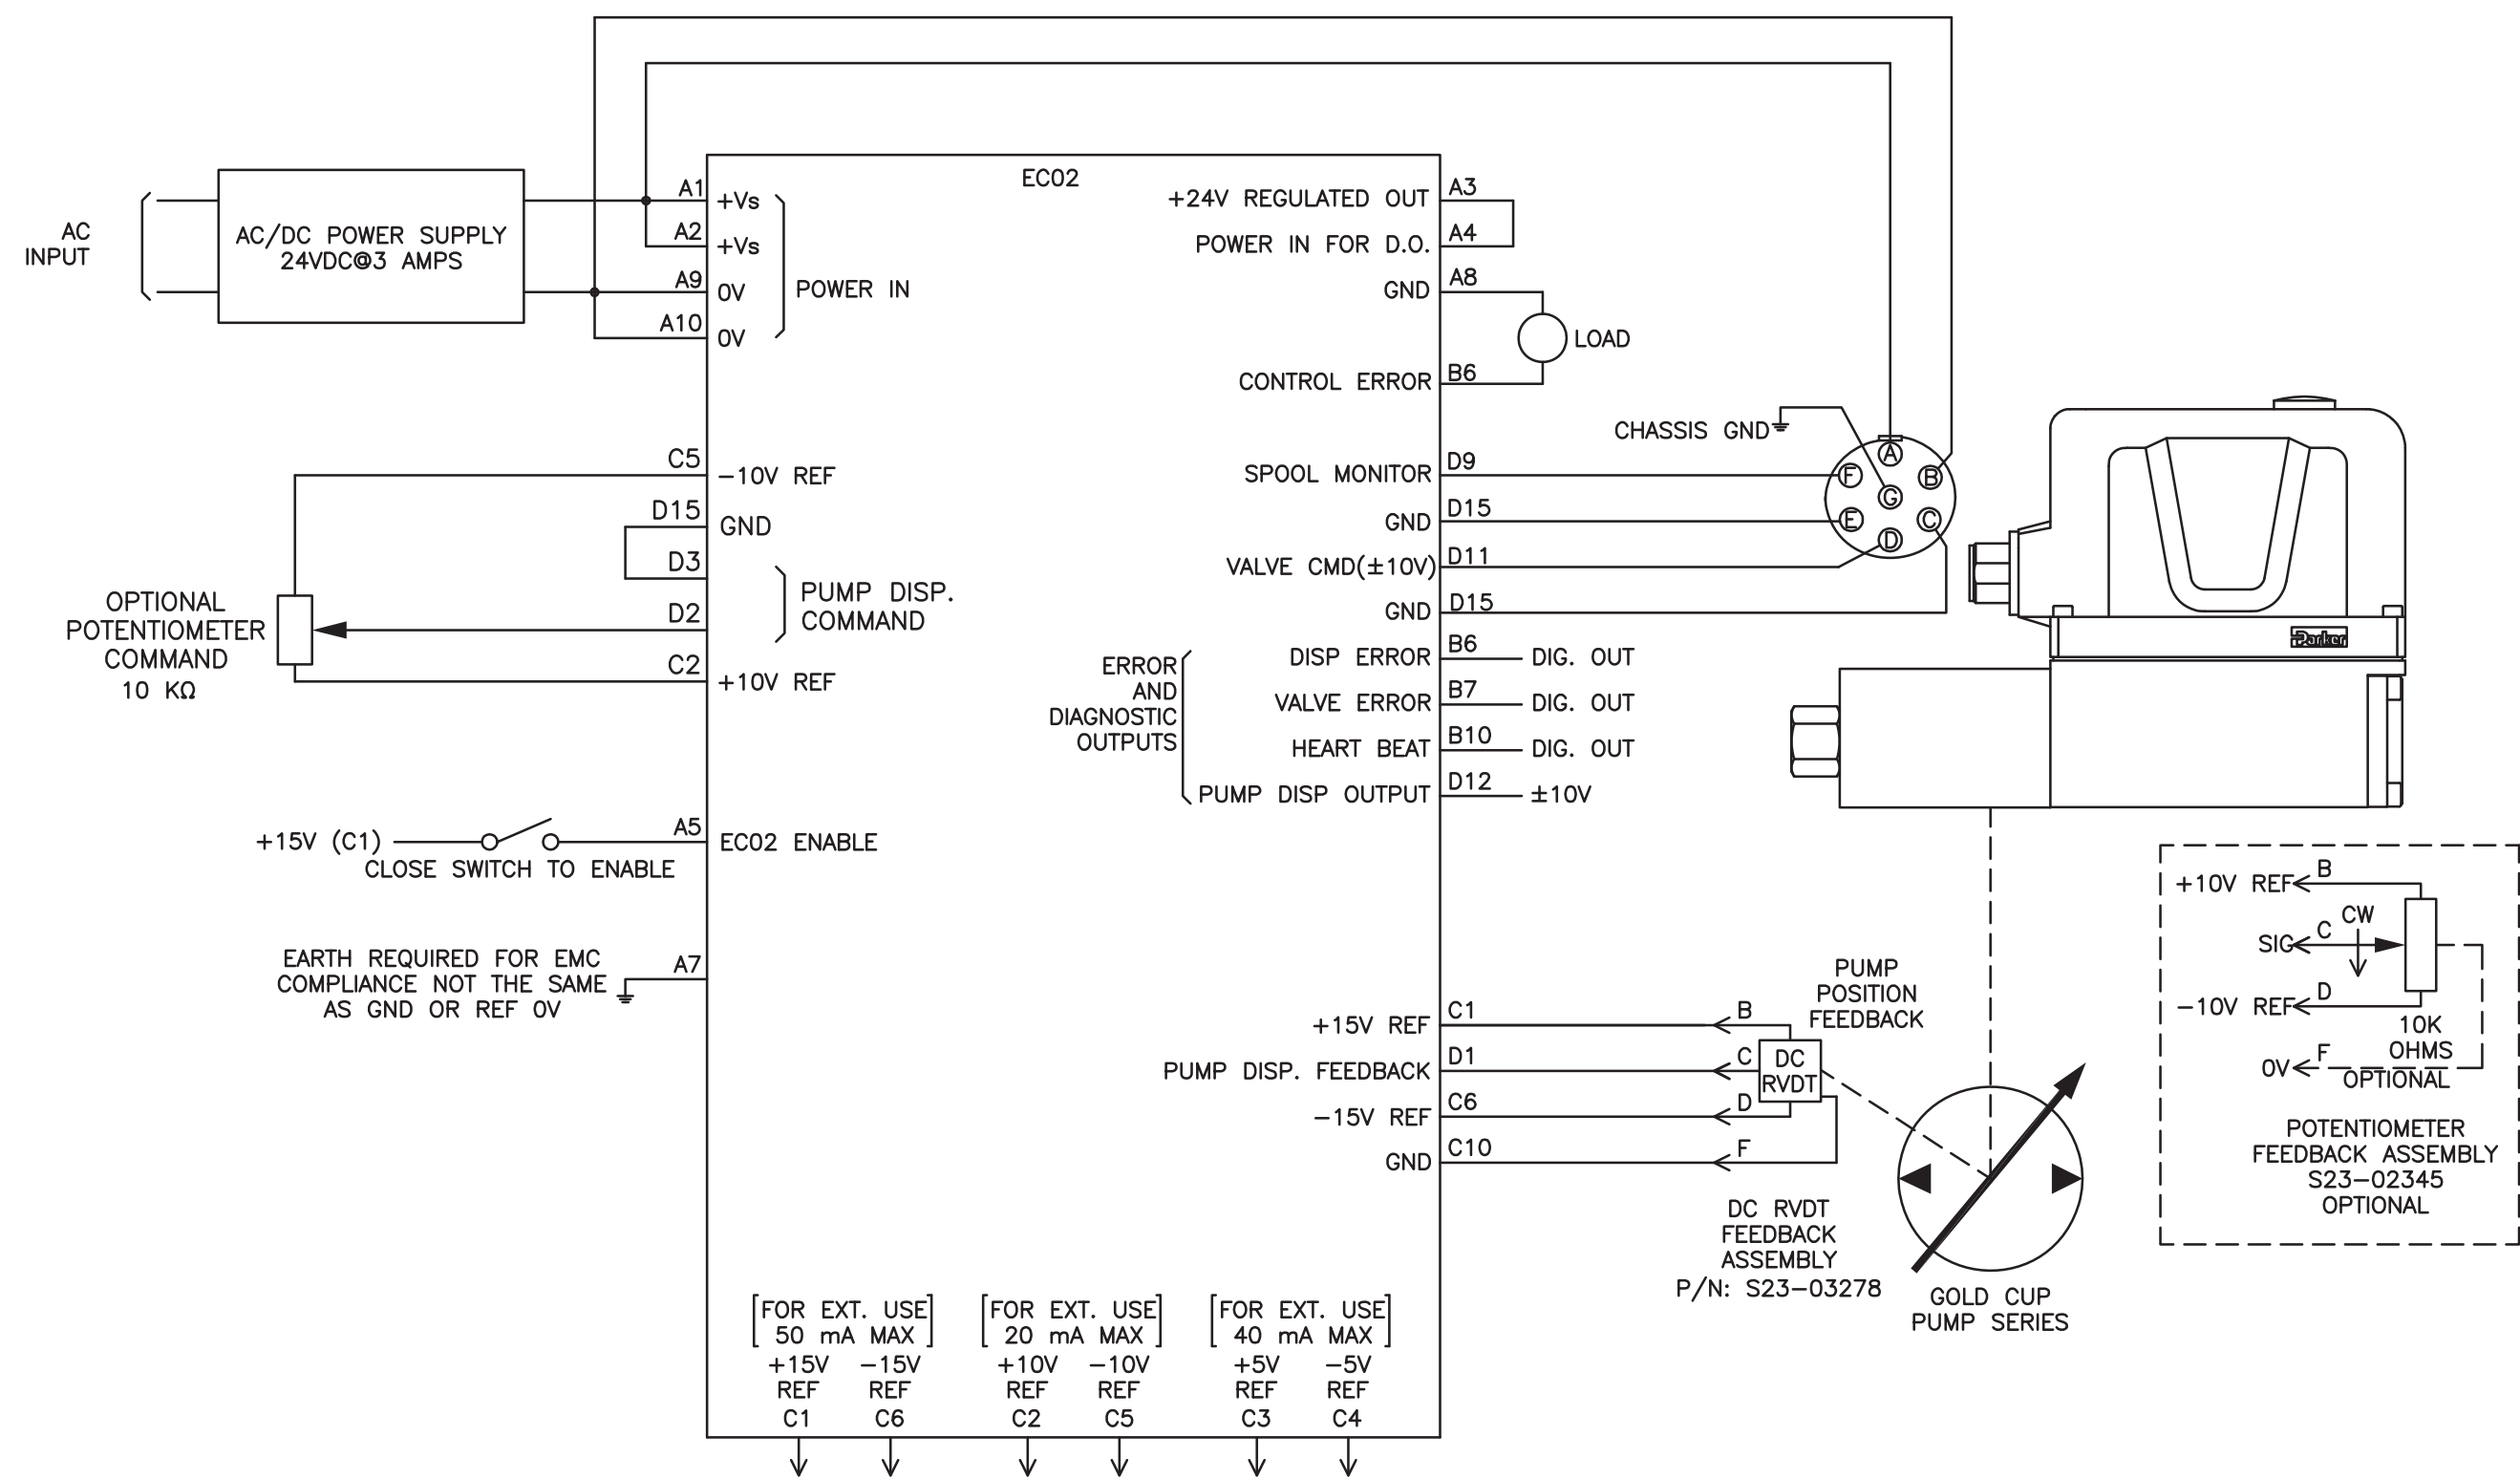 EC02
AC
INPUT
AC/DC POWER SUPPLY
24VDC@3 AMPS
A1
+Vs
A2
+Vs
A9
0V
A10
0V
POWER IN
C5
-10V REF
D15
GND
D3
D2
PUMP DISP.
COMMAND
C2
+10V REF
OPTIONAL
POTENTIOMETER
COMMAND
10 KΩ
+15V (C1)
CLOSE SWITCH TO ENABLE
A5
EC02 ENABLE
EARTH REQUIRED FOR EMC
COMPLIANCE NOT THE SAME
AS GND OR REF 0V
A7
+24V REGULATED OUT
A3
POWER IN FOR D.O.
A4
GND
A8
LOAD
CONTROL ERROR
B6
CHASSIS GND
A
B
C
D
E
F
G
SPOOL MONITOR
D9
GND
D15
VALVE CMD(±10V)
D11
GND
D15
ERROR
AND
DIAGNOSTIC
OUTPUTS
DISP ERROR
B6
DIG. OUT
VALVE ERROR
B7
DIG. OUT
HEART BEAT
B10
DIG. OUT
PUMP DISP OUTPUT
D12
±10V
Parker
+15V REF
C1
B
PUMP DISP. FEEDBACK
D1
C
-15V REF
C6
D
GND
C10
F
DC
RVDT
PUMP
POSITION
FEEDBACK
DC RVDT
FEEDBACK
ASSEMBLY
P/N: S23-03278
GOLD CUP
PUMP SERIES
+10V REF
B
CW
SIG
C
-10V REF
D
10K
OHMS
0V
F
OPTIONAL
POTENTIOMETER
FEEDBACK ASSEMBLY
S23-02345
OPTIONAL
[FOR EXT. USE]
[50 mA MAX]
+15V
REF
C1
-15V
REF
C6
[FOR EXT. USE]
[20 mA MAX]
+10V
REF
C2
-10V
REF
C5
[FOR EXT. USE]
[40 mA MAX]
+5V
REF
C3
-5V
REF
C4